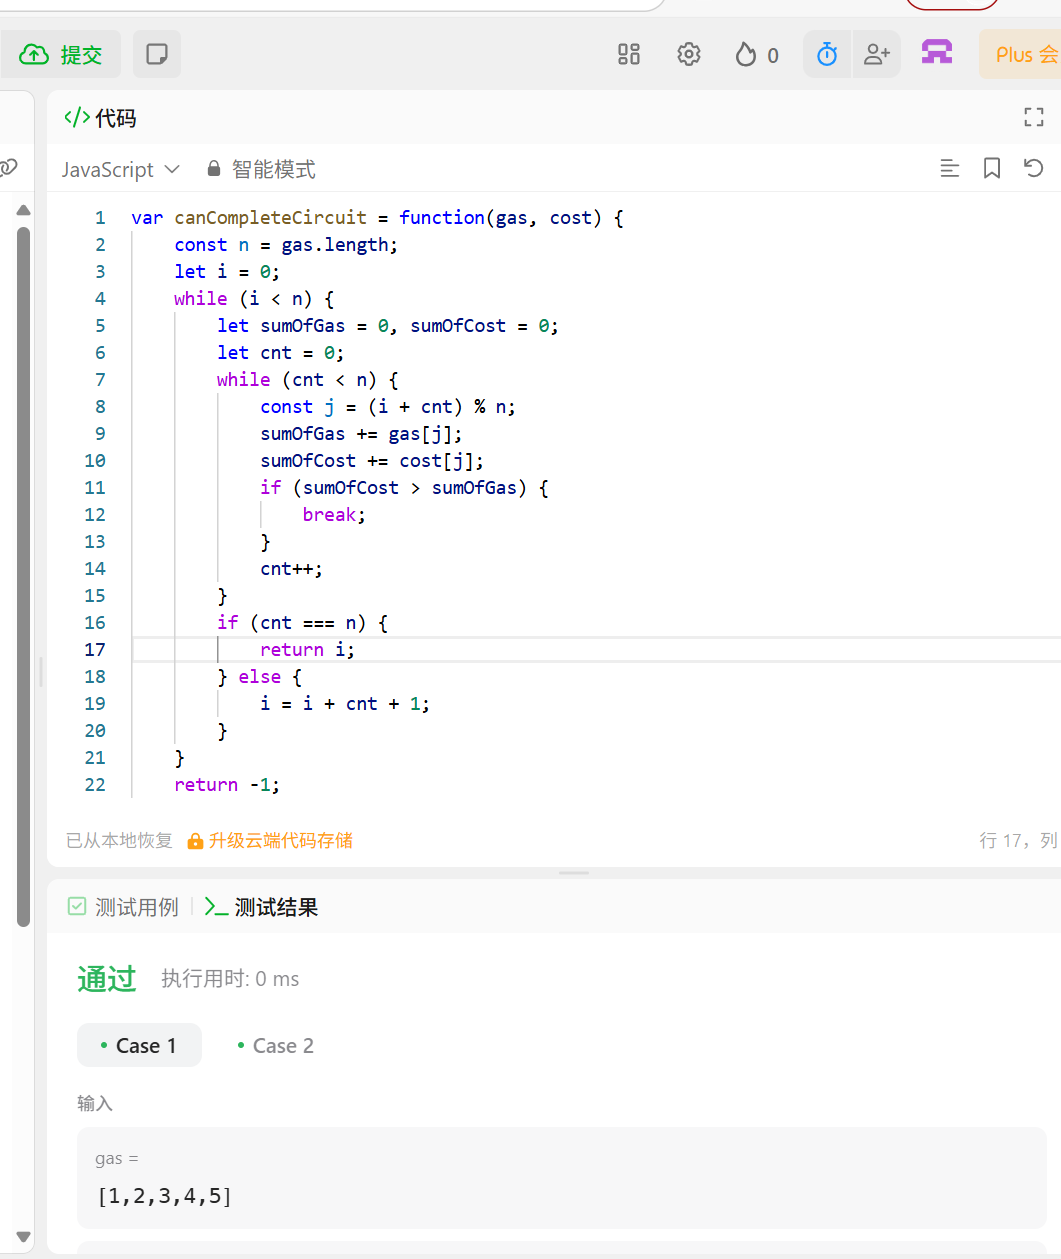 提交
0
Plus 会
代码
JavaScript
智能模式
1 var canCompleteCircuit = function(gas, cost) {
2     const n = gas.length;
3     let i = 0;
4     while (i < n) {
5         let sumOfGas = 0, sumOfCost = 0;
6         let cnt = 0;
7         while (cnt < n) {
8             const j = (i + cnt) % n;
9             sumOfGas += gas[j];
10             sumOfCost += cost[j];
11             if (sumOfCost > sumOfGas) {
12                 break;
13             }
14             cnt++;
15         }
16         if (cnt === n) {
17             return i;
18         } else {
19             i = i + cnt + 1;
20         }
21     }
22     return -1;
已从本地恢复 升级云端代码存储
行 17，列
测试用例
测试结果
通过
执行用时: 0 ms
• Case 1
• Case 2
输入
gas =
[1,2,3,4,5]